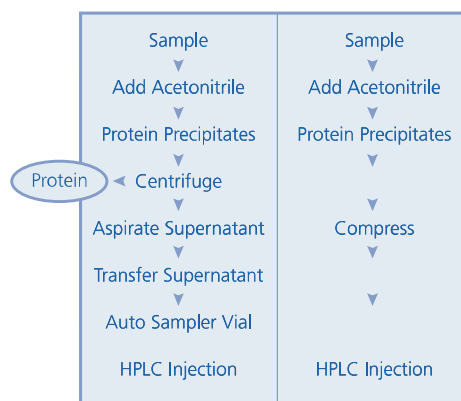 Sample
Add Acetonitrile
Protein Precipitates
Protein
Centrifuge
Aspirate Supernatant
Transfer Supernatant
Auto Sampler Vial
HPLC Injection
Sample
Add Acetonitrile
Protein Precipitates
Compress
HPLC Injection